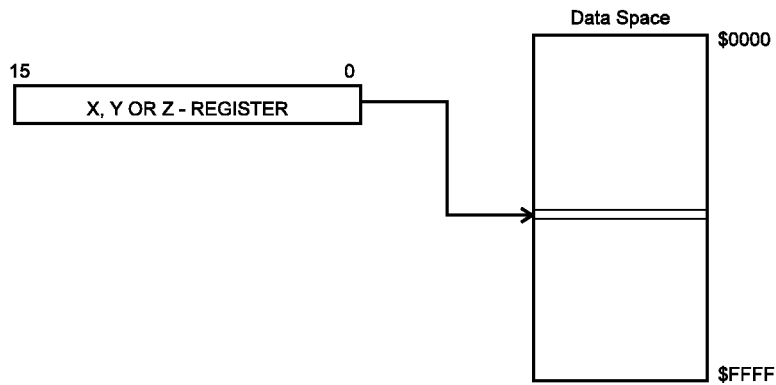 Data Space
$0000
15 0
X, Y OR Z - REGISTER
$FFFF